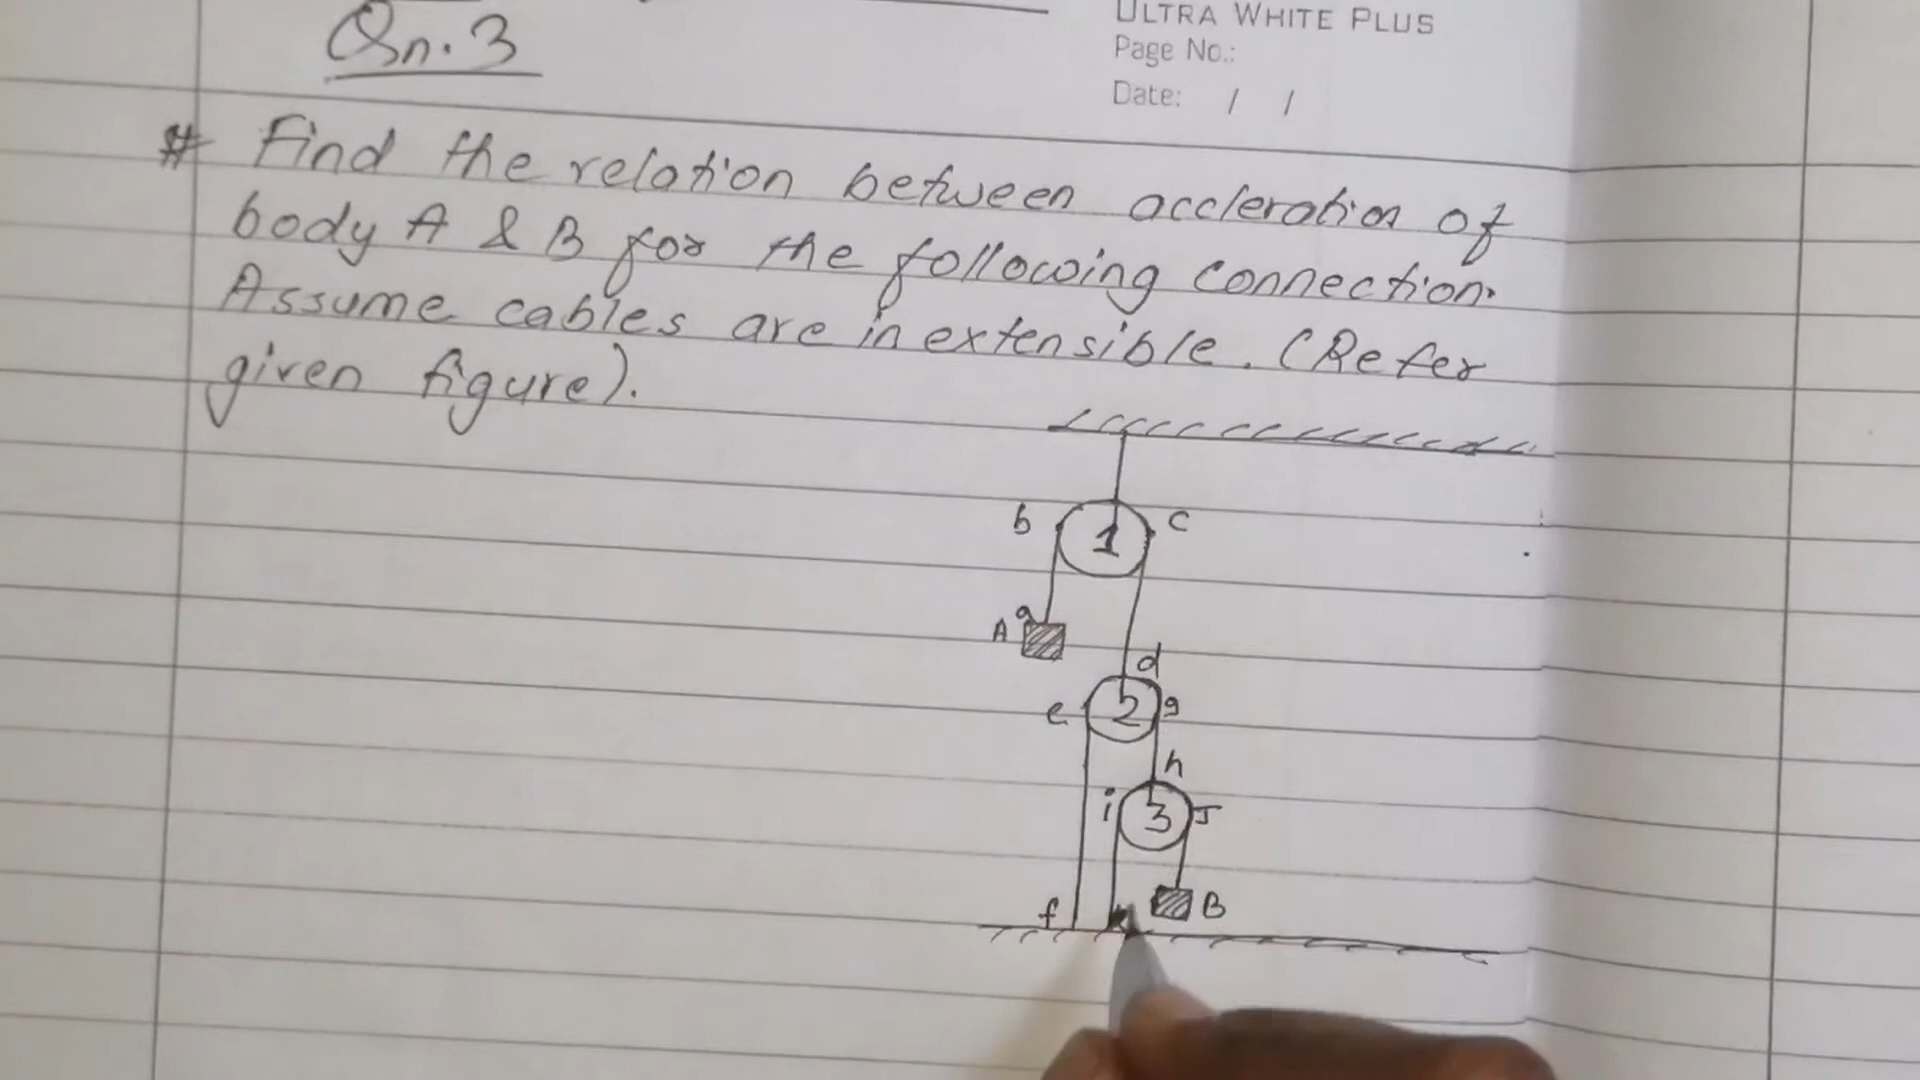 ULTRA WHITE PLUS
Qn. 3
Page No.:
Date: / /
# Find the relation between accleration of
body A & B for the following connection.
Assume cables are inextensible. (Refer
given figure).
b 1 c
a
A
d
e 2 g
h
i 3 J
f k B